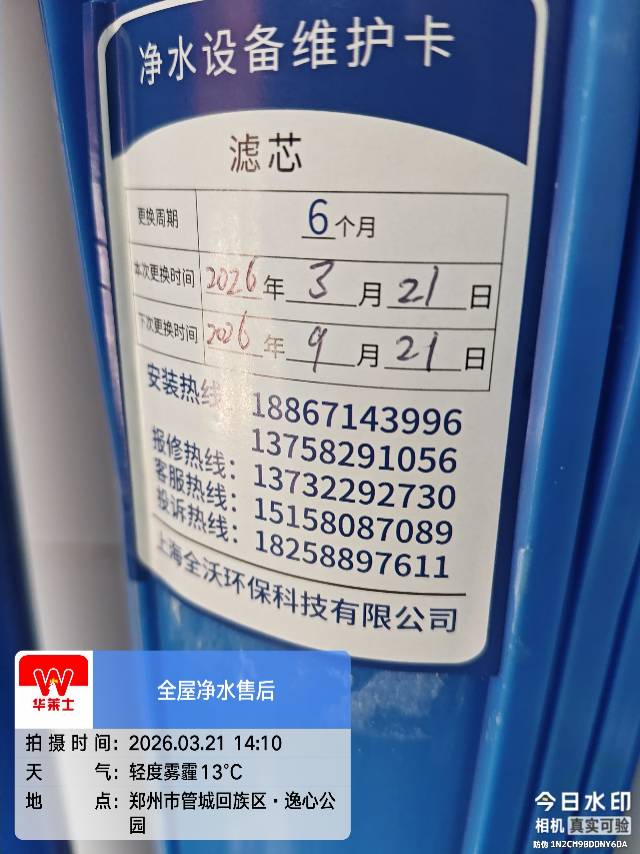 净水设备维护卡
滤芯
更换周期 6个月
本次更换时间 2026年3月21日
下次更换时间 2026年9月21日
安装热线 18867143996
13758291056
报修热线：13732292730
客服热线：15158087089
投诉热线：18258897611
上海全沃环保科技有限公司
华莱士
全屋净水售后
拍摄时间：2026.03.21 14:10
天气：轻度雾霾13℃
地点：郑州市管城回族区·逸心公
园
今日水印
相机 真实可验
防伪 1N2CM9BDDNY6DA